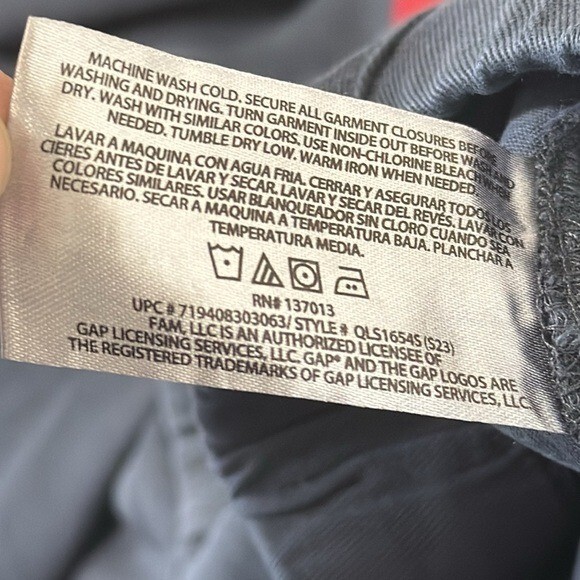 MACHINE WASH COLD. SECURE ALL GARMENT CLOSURES BEFORE
WASHING AND DRYING. TURN GARMENT INSIDE OUT BEFORE WASH AND
DRY. WASH WITH SIMILAR COLORS. USE NON-CHLORINE BLEACH WHEN
NEEDED. TUMBLE DRY LOW. WARM IRON WHEN NEEDED.
LAVAR A MAQUINA CON AGUA FRIA. CERRAR Y ASEGURAR TODOS LOS
CIERES ANTES DE LAVAR Y SECAR. LAVAR Y SECAR DEL REVÉS. LAVAR CON
COLORES SIMILARES. USAR BLANQUEADOR SIN CLORO CUANDO SEA
NECESARIO. SECAR A MAQUINA A TEMPERATURA BAJA. PLANCHAR A
TEMPERATURA MEDIA.
RN# 137013
UPC # 719408303063/ STYLE # QLS1654S (S23)
FAM, LLC IS AN AUTHORIZED LICENSEE OF
GAP LICENSING SERVICES, LLC. GAP® AND THE GAP LOGOS ARE
THE REGISTERED TRADEMARKS OF GAP LICENSING SERVICES, LLC.